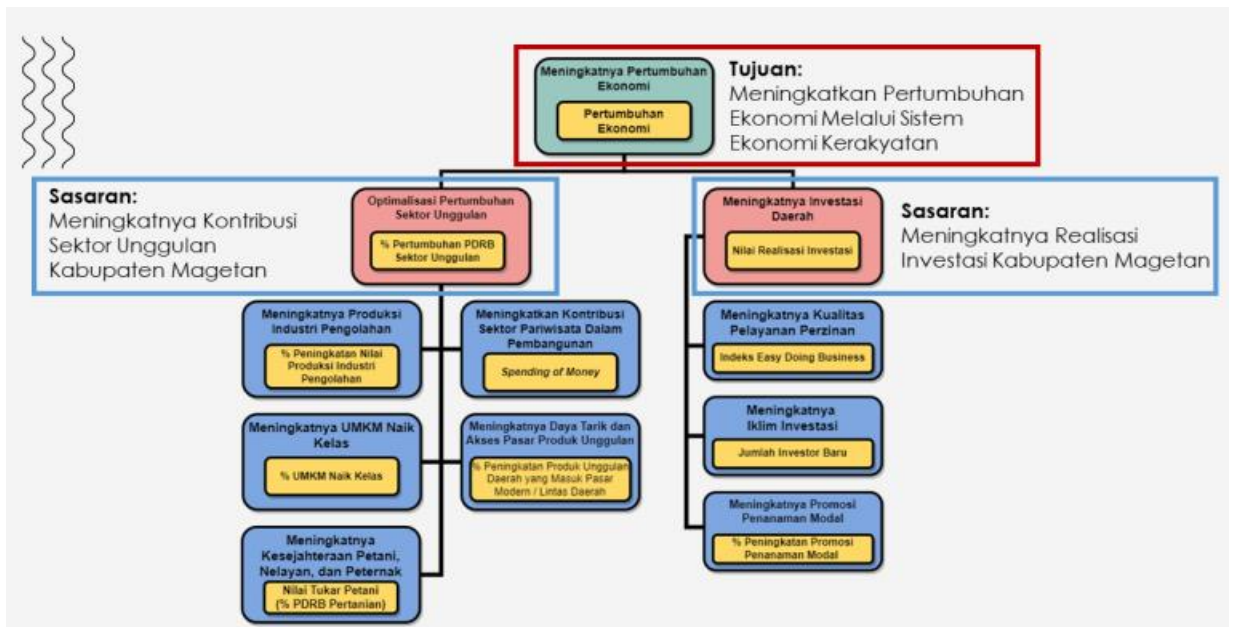 Meningkatnya Pertumbuhan
Ekonomi
Pertumbuhan
Ekonomi
Tujuan:
Meningkatkan Pertumbuhan
Ekonomi Melalui Sistem
Ekonomi Kerakyatan
Sasaran:
Meningkatnya Kontribusi
Sektor Unggulan
Kabupaten Magetan
Optimalisasi Pertumbuhan
Sektor Unggulan
% Pertumbuhan PDRB
Sektor Unggulan
Meningkatnya Investasi
Daerah
Nilai Realisasi Investasi
Sasaran:
Meningkatnya Realisasi
Investasi Kabupaten Magetan
Meningkatnya Produksi
Industri Pengolahan
% Peningkatan Nilai
Produksi Industri
Pengolahan
Meningkatkan Kontribusi
Sektor Pariwisata Dalam
Pembangunan
Spending of Money
Meningkatnya Kualitas
Pelayanan Perzinan
Indeks Easy Doing Business
Meningkatnya UMKM Naik
Kelas
% UMKM Naik Kelas
Meningkatnya Daya Tarik dan
Akses Pasar Produk Unggulan
% Peningkatan Produk Unggulan
Daerah yang Masuk Pasar
Modern / Lintas Daerah
Meningkatnya
Iklim Investasi
Jumlah Investor Baru
Meningkatnya
Kesejahteraan Petani,
Nelayan, dan Peternak
Nilai Tukar Petani
(% PDRB Pertanian)
Meningkatnya Promosi
Penanaman Modal
% Peningkatan Promosi
Penanaman Modal